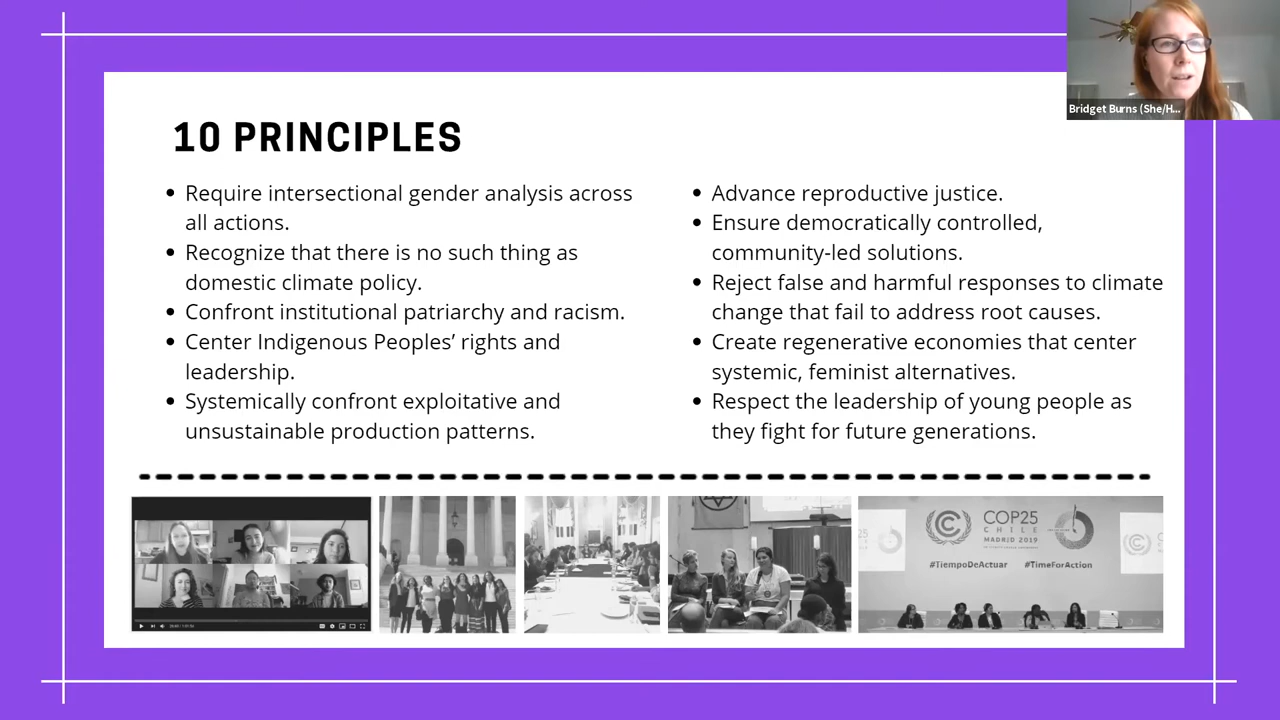 Bridget Burns (She/H...
10 PRINCIPLES
Require intersectional gender analysis across
all actions.
Recognize that there is no such thing as
domestic climate policy.
Confront institutional patriarchy and racism.
Center Indigenous Peoples’ rights and
leadership.
Systemically confront exploitative and
unsustainable production patterns.
Advance reproductive justice.
Ensure democratically controlled,
community-led solutions.
Reject false and harmful responses to climate
change that fail to address root causes.
Create regenerative economies that center
systemic, feminist alternatives.
Respect the leadership of young people as
they fight for future generations.
COP25
CHILE
MADRID 2019
#TiempoDeActuar #TimeForAction